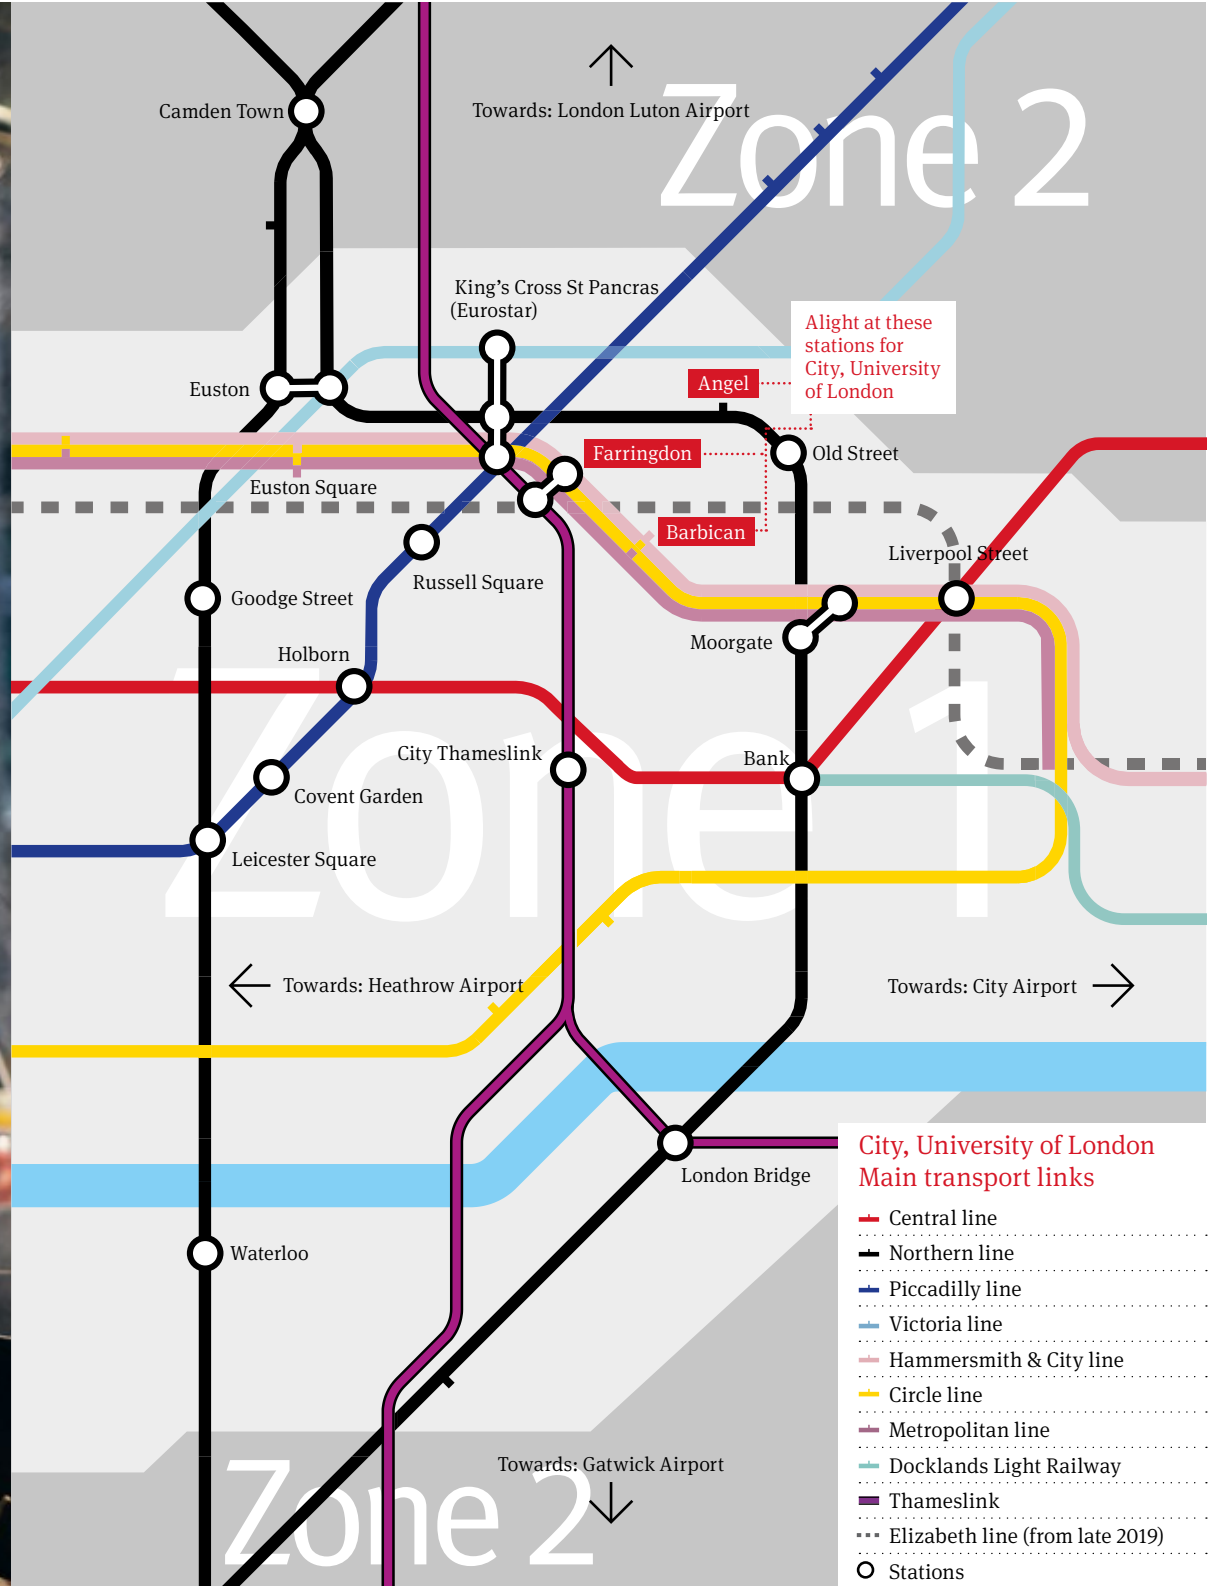 Camden Town
Towards: London Luton Airport
Zone 2
King's Cross St Pancras
(Eurostar)
Alight at these
stations for
City, University
of London
Angel
Euston
Farringdon
Old Street
Euston Square
Barbican
Liverpool Street
Russell Square
Goodge Street
Moorgate
Holborn
Zone 1
City Thameslink
Bank
Covent Garden
Leicester Square
Towards: Heathrow Airport
Towards: City Airport
London Bridge
Waterloo
Towards: Gatwick Airport
Zone 2
City, University of London
Main transport links
Central line
Northern line
Piccadilly line
Victoria line
Hammersmith & City line
Circle line
Metropolitan line
Docklands Light Railway
Thameslink
Elizabeth line (from late 2019)
Stations